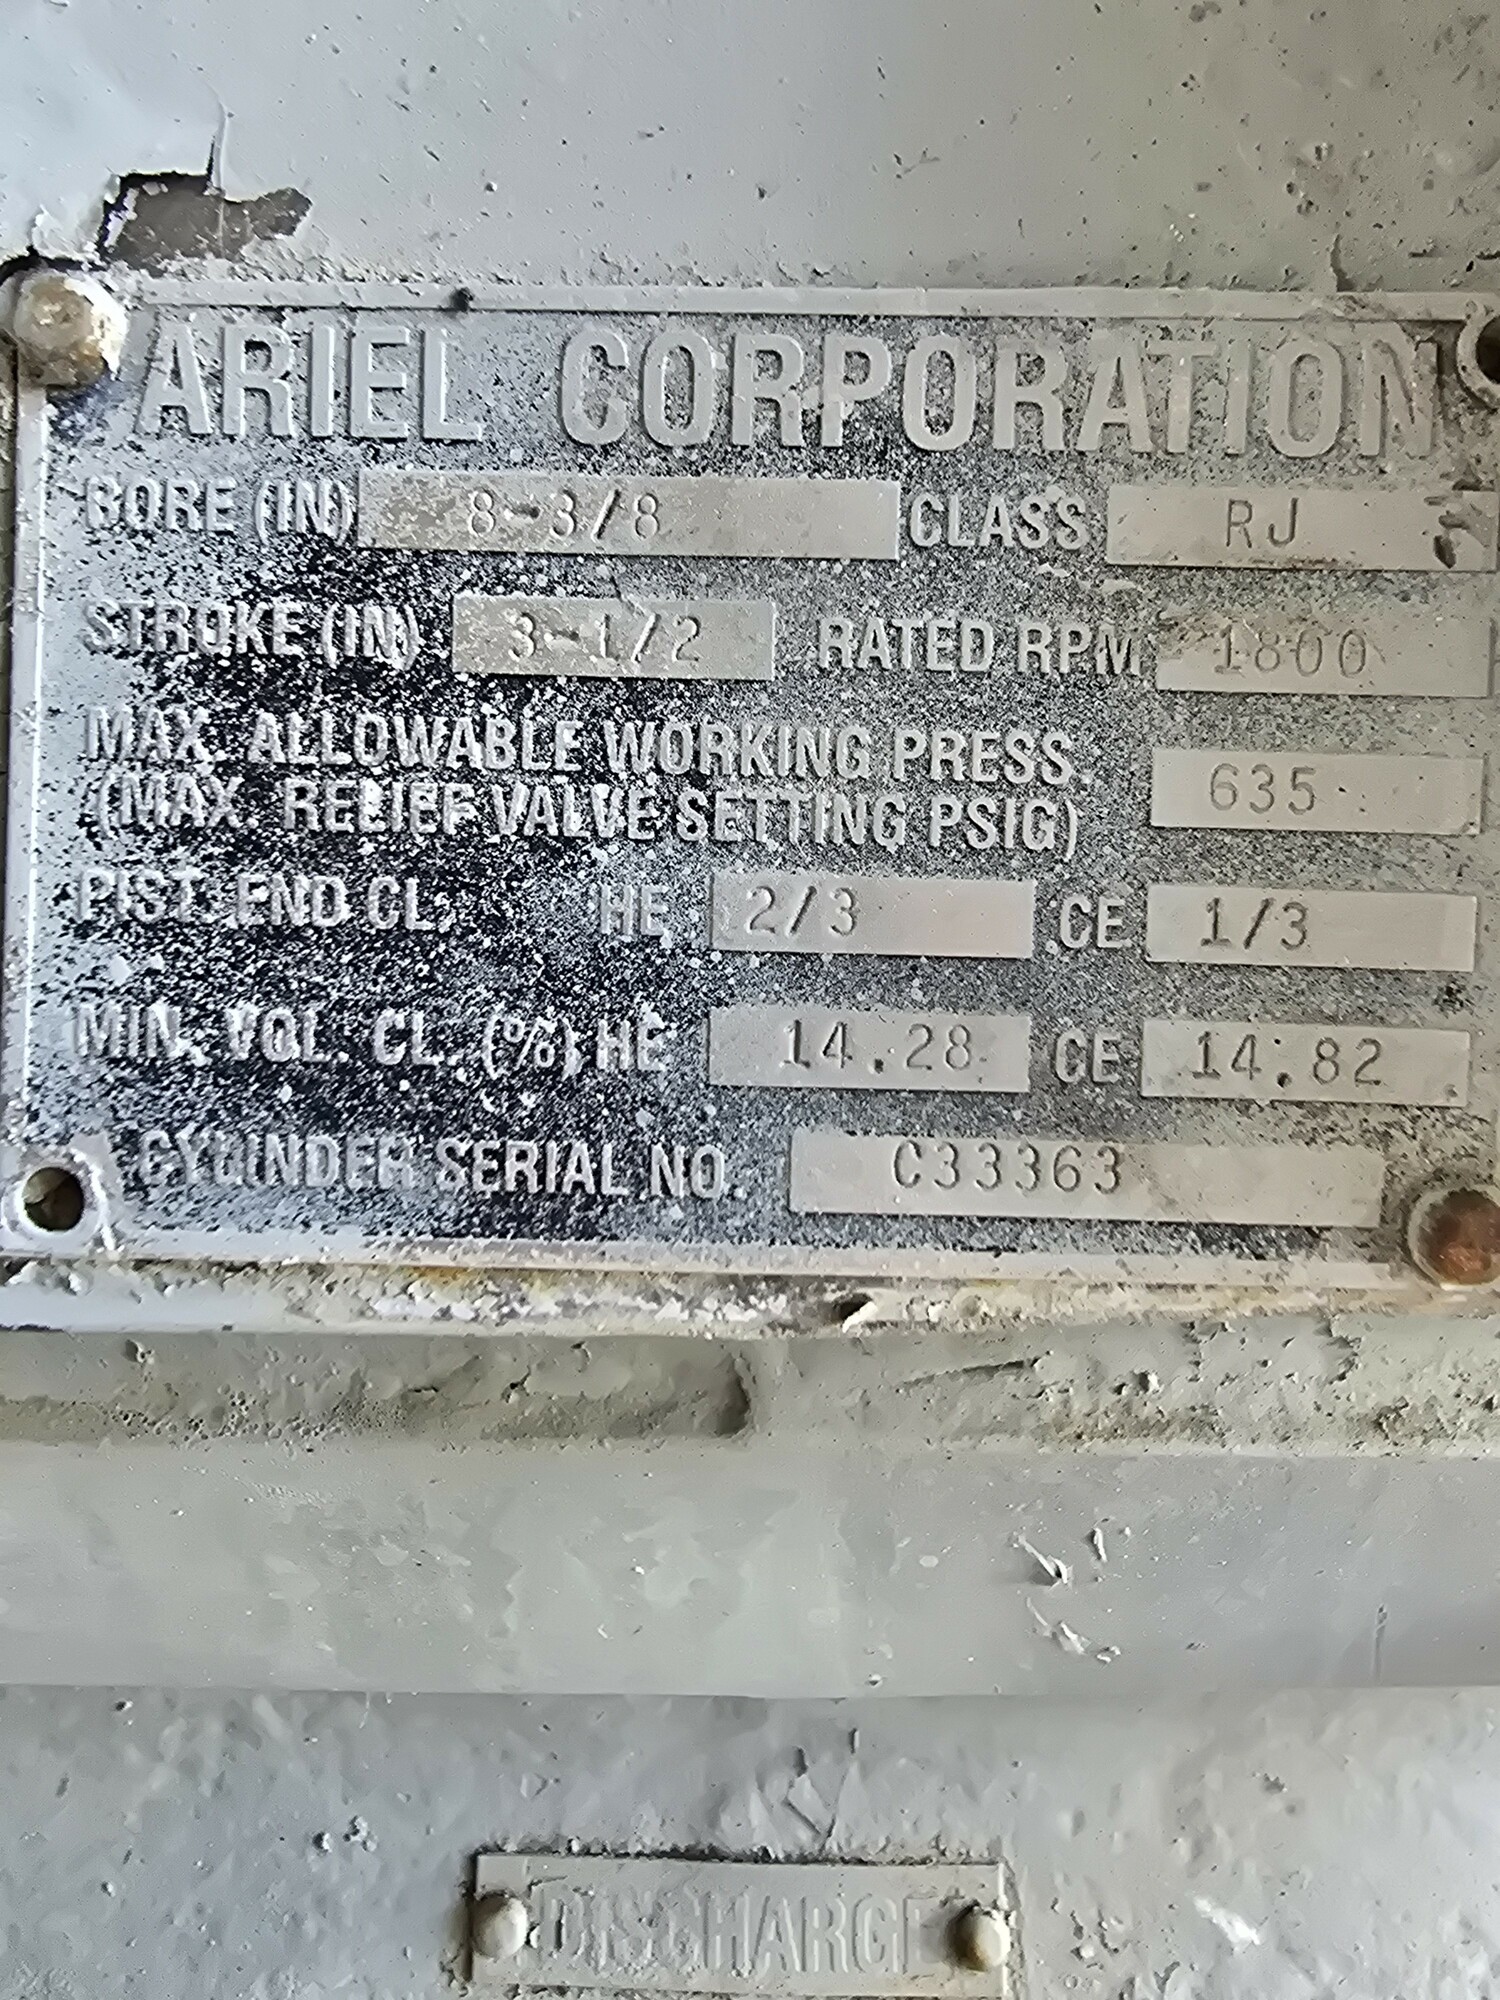 ARIEL CORPORATION
BORE (IN) 8-3/8 CLASS RJ
STROKE (IN) 3-1/2 RATED RPM 1800
MAX. ALLOWABLE WORKING PRESS.
(MAX. RELIEF VALVE SETTING PSIG) 635
PIST. END CL. HE 2/3 CE 1/3
MIN. VOL. CL. (%) HE 14.28 CE 14.82
CYLINDER SERIAL NO. C33363
DISCHARGE